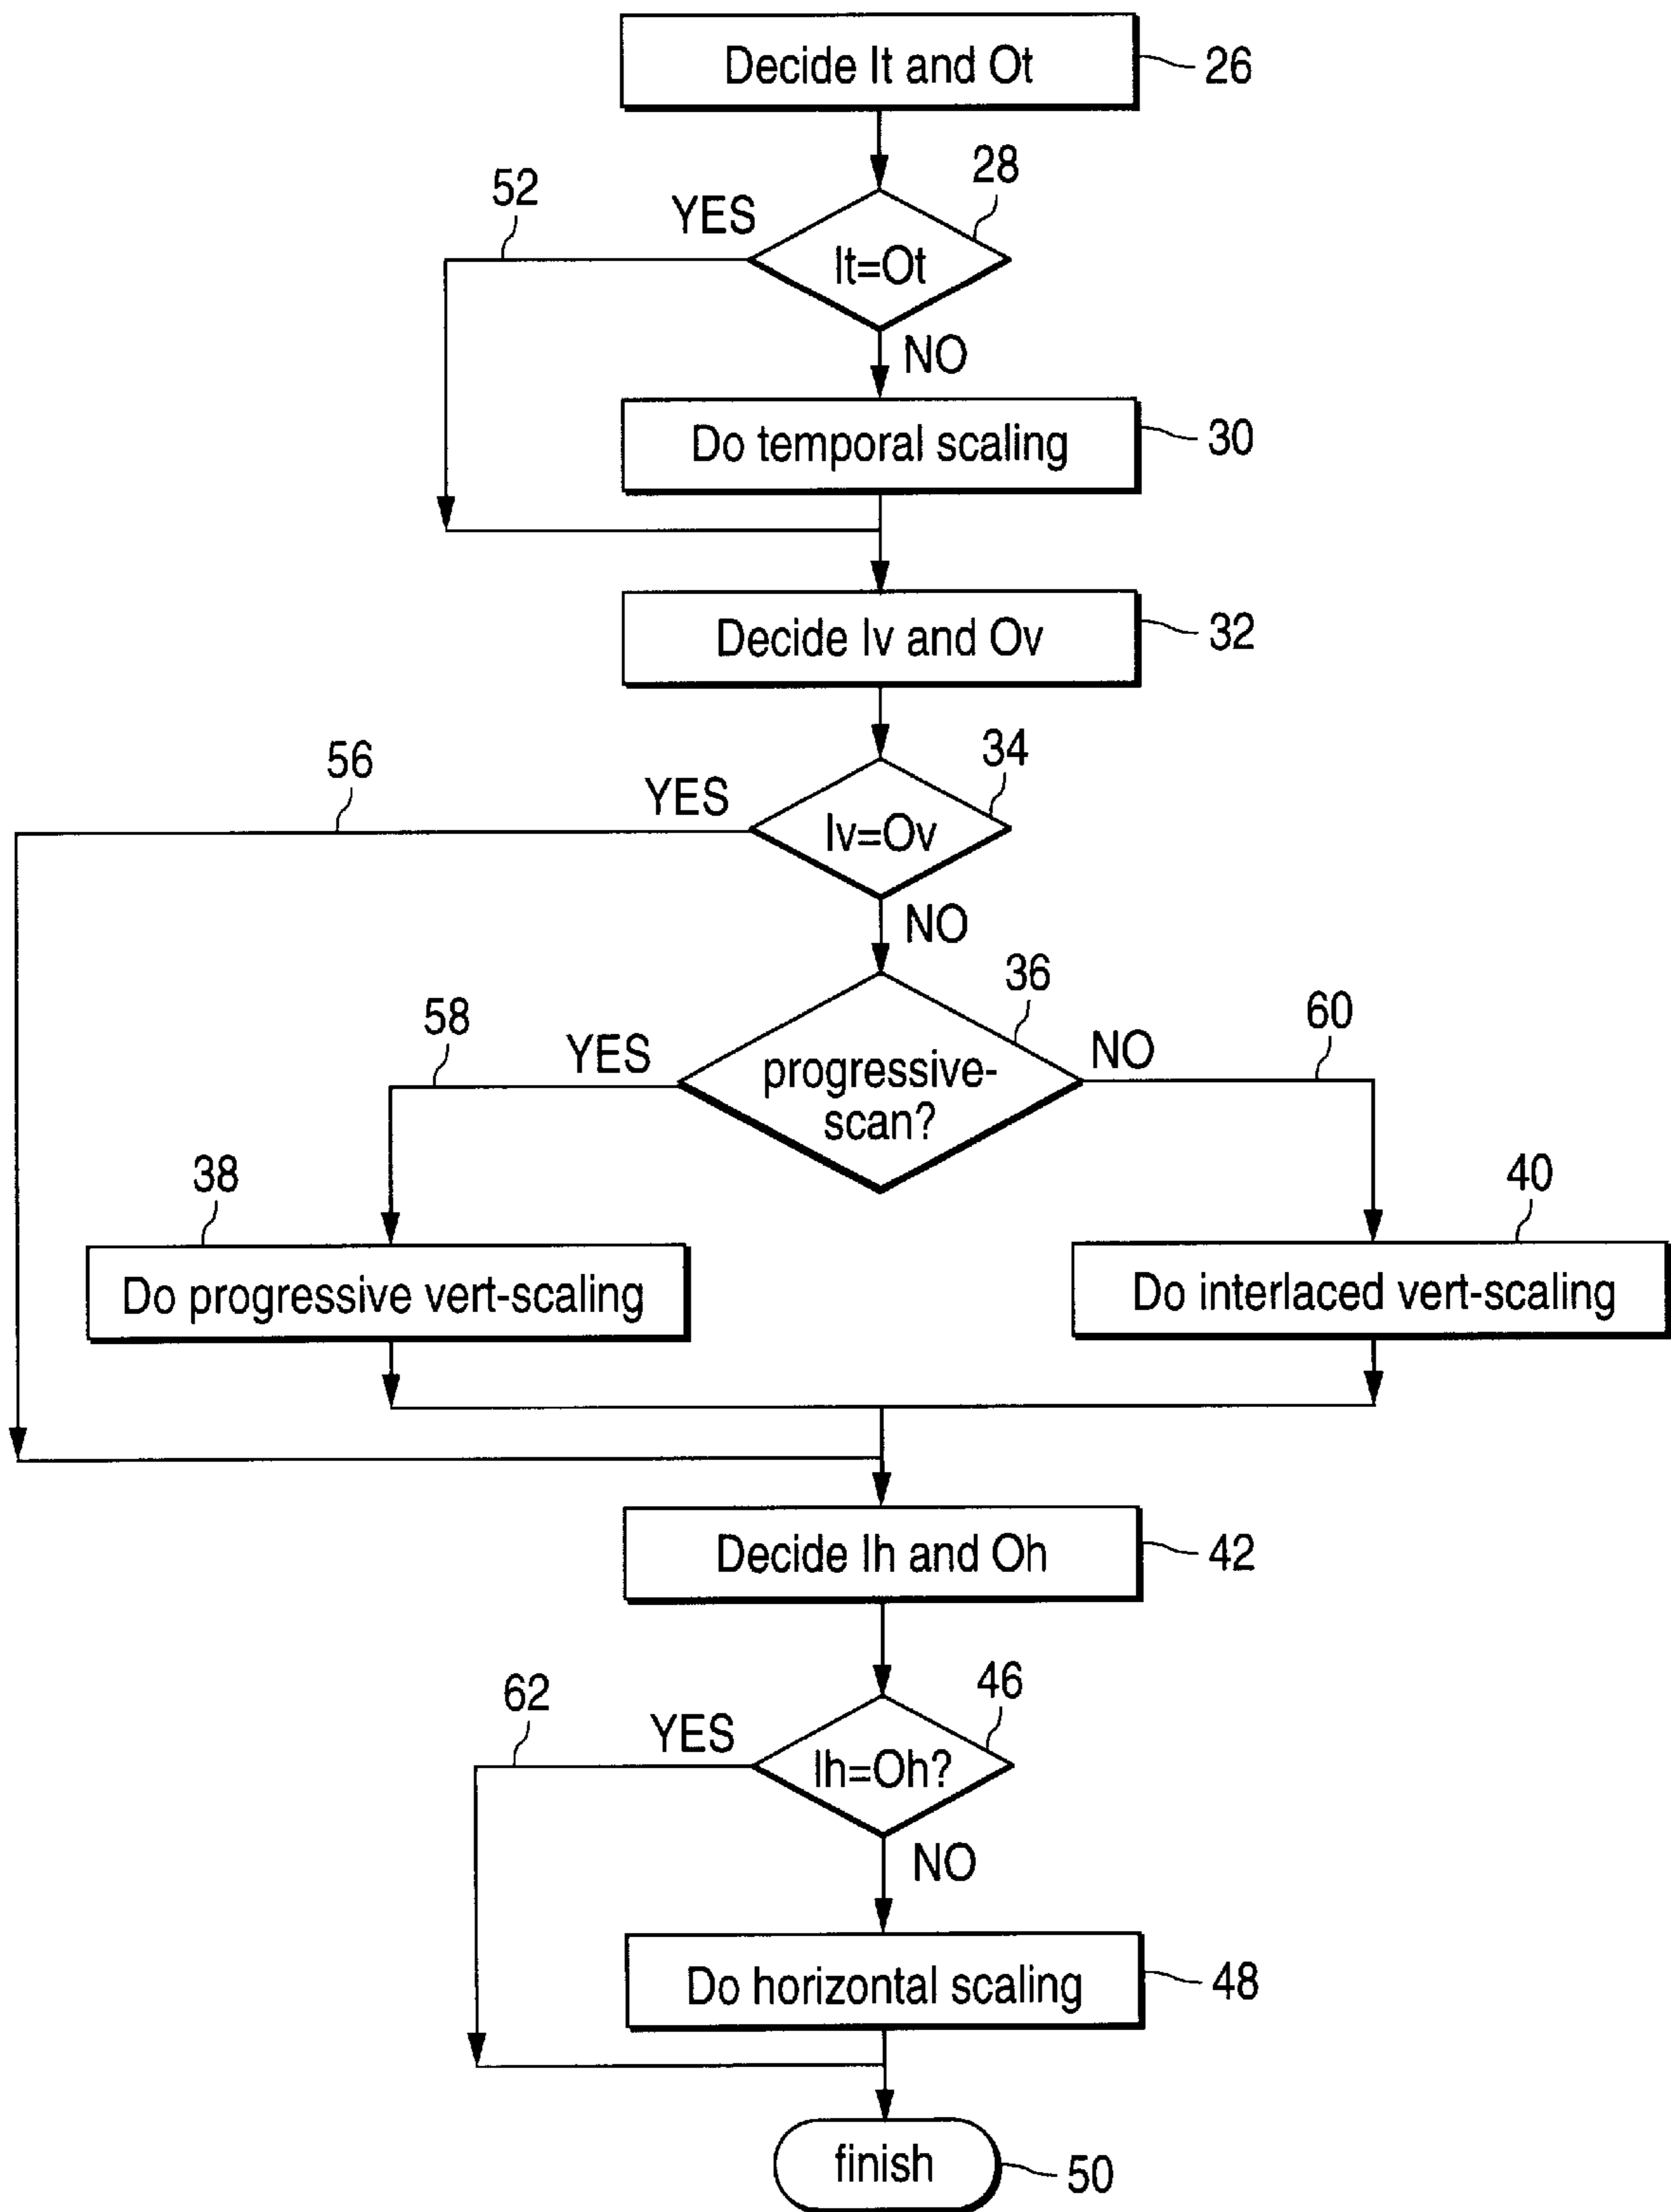 Decide It and Ot
26
52
YES
28
It=Ot
NO
Do temporal scaling
30
Decide Iv and Ov
32
56
YES
34
Iv=Ov
NO
58
YES
36
progressive-
scan?
NO
60
38
Do progressive vert-scaling
40
Do interlaced vert-scaling
Decide Ih and Oh
42
62
YES
46
Ih=Oh?
NO
Do horizontal scaling
48
finish
50